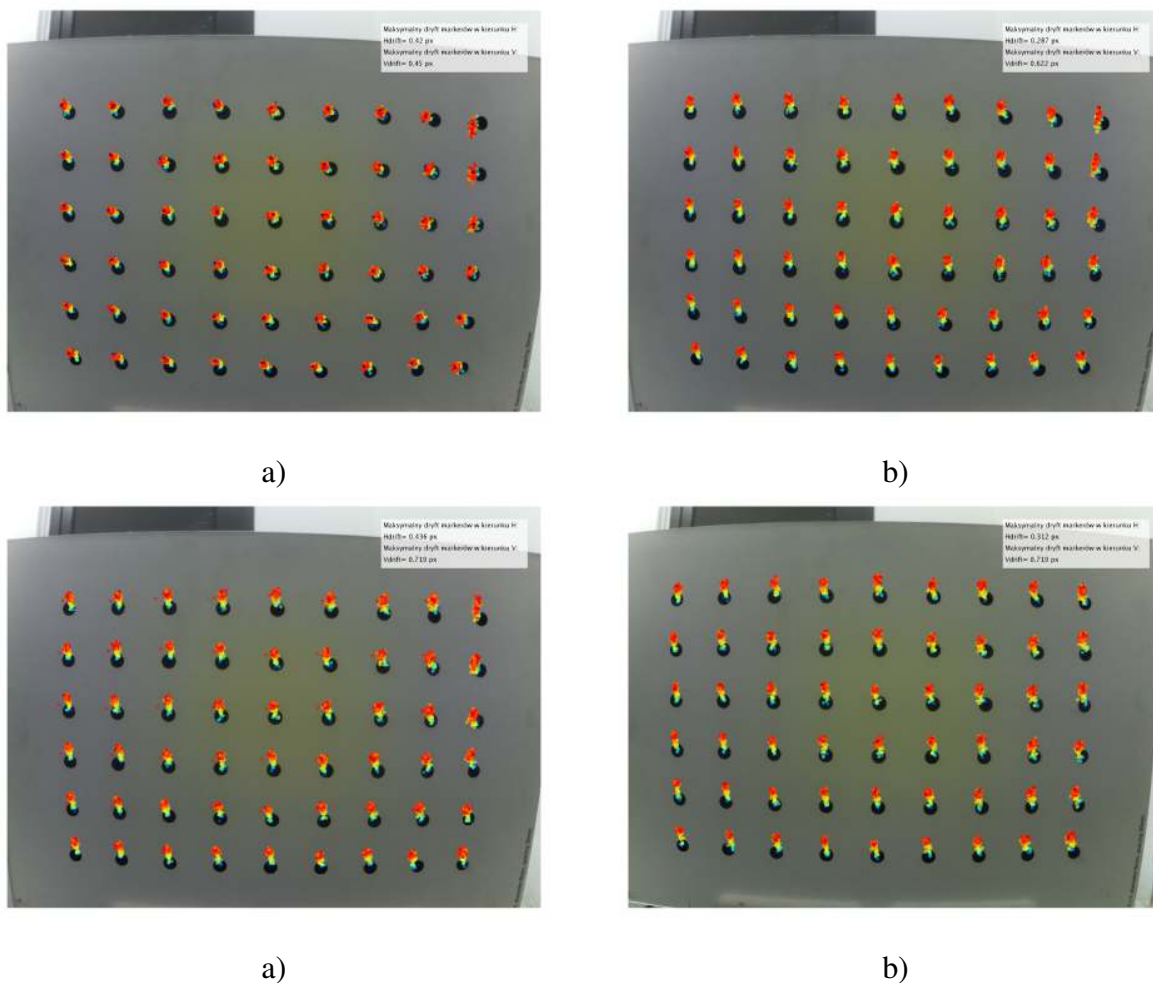 Maksymalny dryft markerów w kierunku H:
Hdrift= 0.42 px
Maksymalny dryft markerów w kierunku V:
Vdrift= 0.45 px
Maksymalny dryft markerów w kierunku H:
Hdrift= 0.287 px
Maksymalny dryft markerów w kierunku V:
Vdrift= 0.622 px
a)
b)
Maksymalny dryft markerów w kierunku H:
Hdrift= 0.436 px
Maksymalny dryft markerów w kierunku V:
Vdrift= 0.719 px
Maksymalny dryft markerów w kierunku H:
Hdrift= 0.312 px
Maksymalny dryft markerów w kierunku V:
Vdrift= 0.719 px
a)
b)